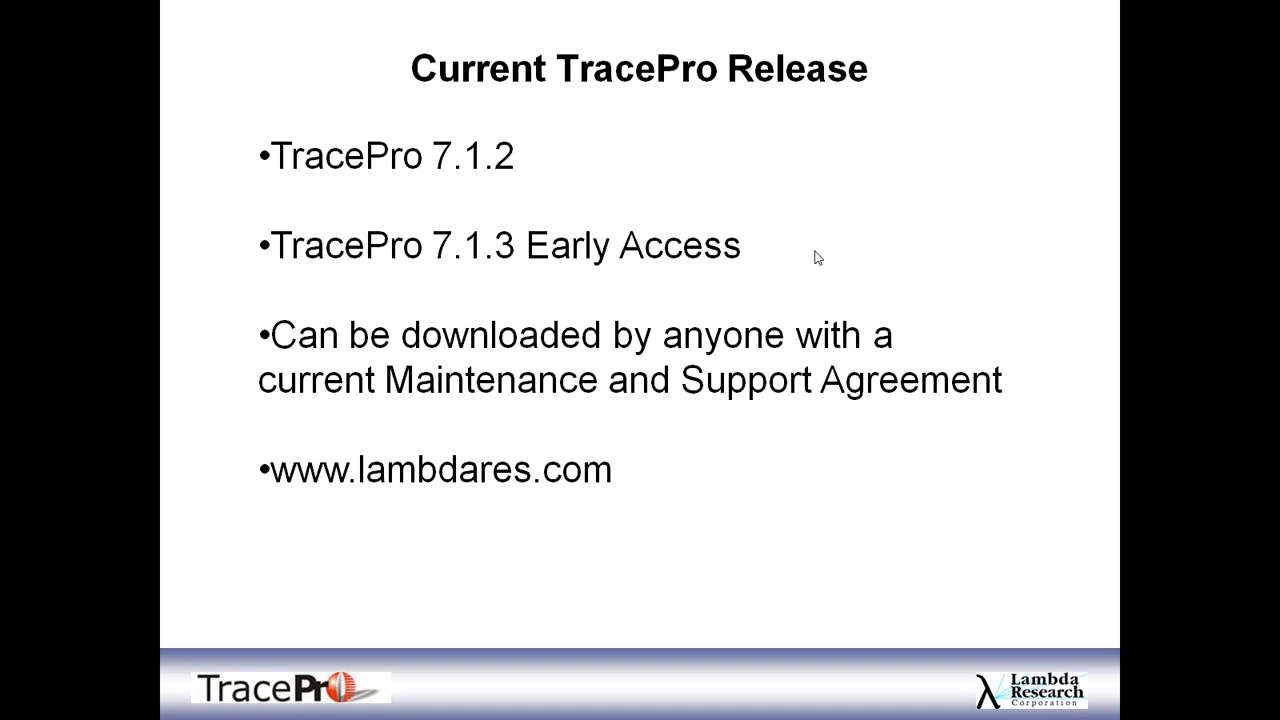 Current TracePro Release
•TracePro 7.1.2
•TracePro 7.1.3 Early Access
•Can be downloaded by anyone with a
current Maintenance and Support Agreement
•www.lambdares.com
TracePro
λ Lambda
Research
Corporation